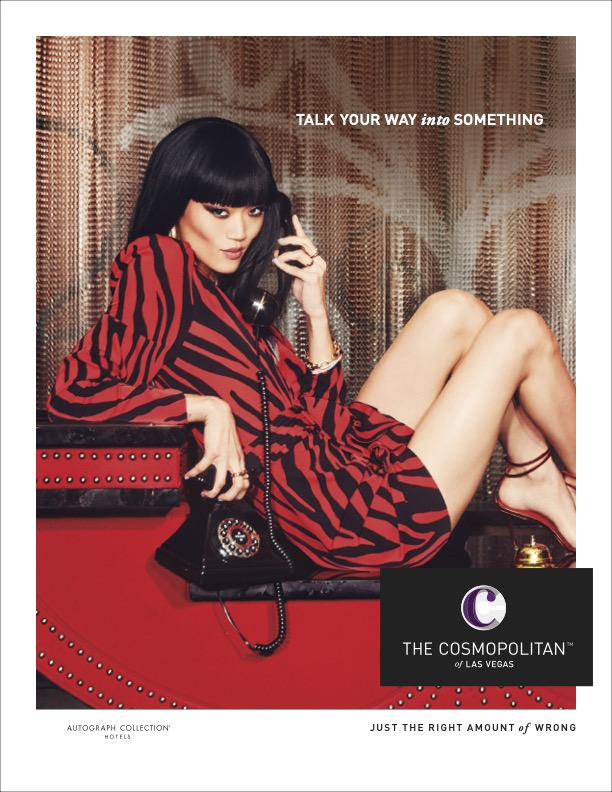 TALK YOUR WAY into SOMETHING
C
THE COSMOPOLITAN™
of LAS VEGAS
AUTOGRAPH COLLECTION®
HOTELS
JUST THE RIGHT AMOUNT of WRONG